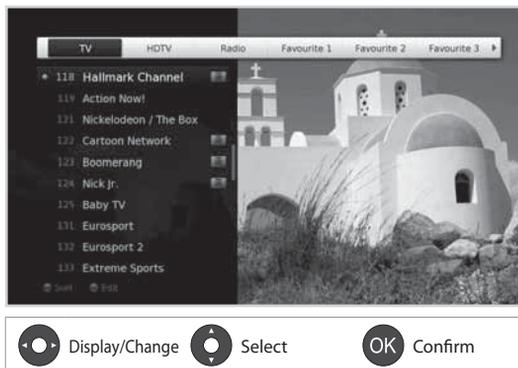 TV HDTV Radio Favourite 1 Favourite 2 Favourite 3
118 Hallmark Channel
119 Action Now!
121 Nickelodeon / The Box
122 Cartoon Network
123 Boomerang
124 Nick Jr.
125 Baby TV
131 Eurosport
132 Eurosport 2
133 Extreme Sports
Sort Edit
Display/Change Select OK Confirm